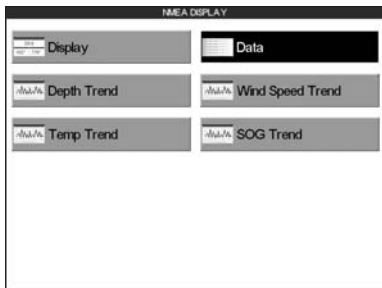 NMEA DISPLAY
Display
Data
Depth Trend
Wind Speed Trend
Temp Trend
SOG Trend